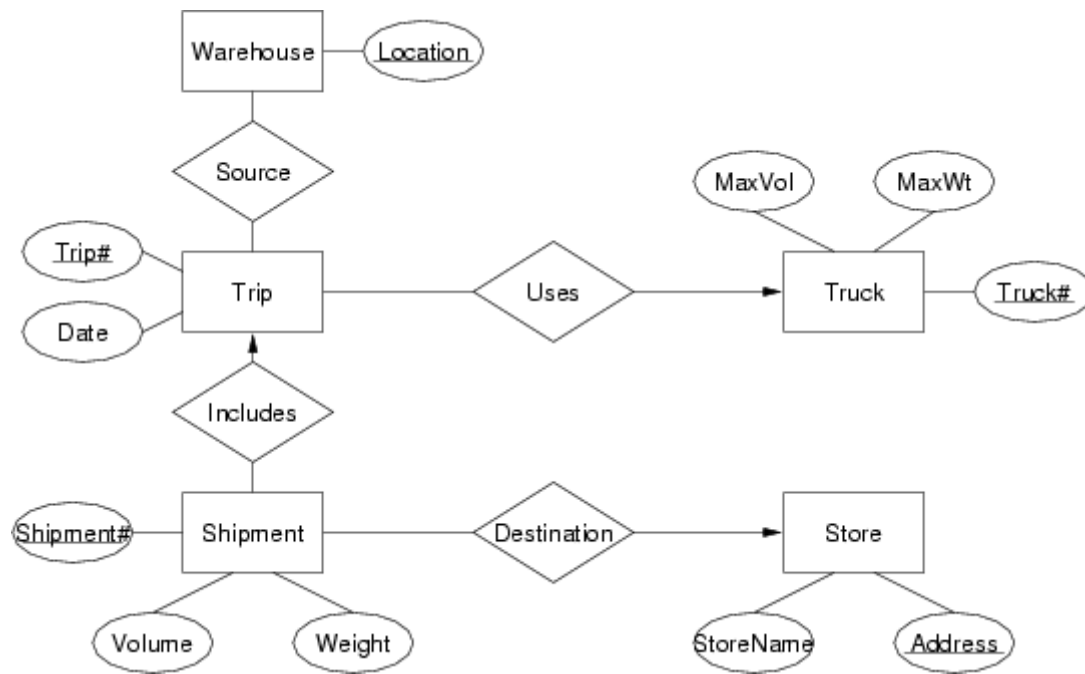 Warehouse
Location
Source
MaxVol
MaxWt
Trip#
Trip
Uses
Truck
Truck#
Date
Includes
Shipment#
Shipment
Destination
Store
Volume
Weight
StoreName
Address